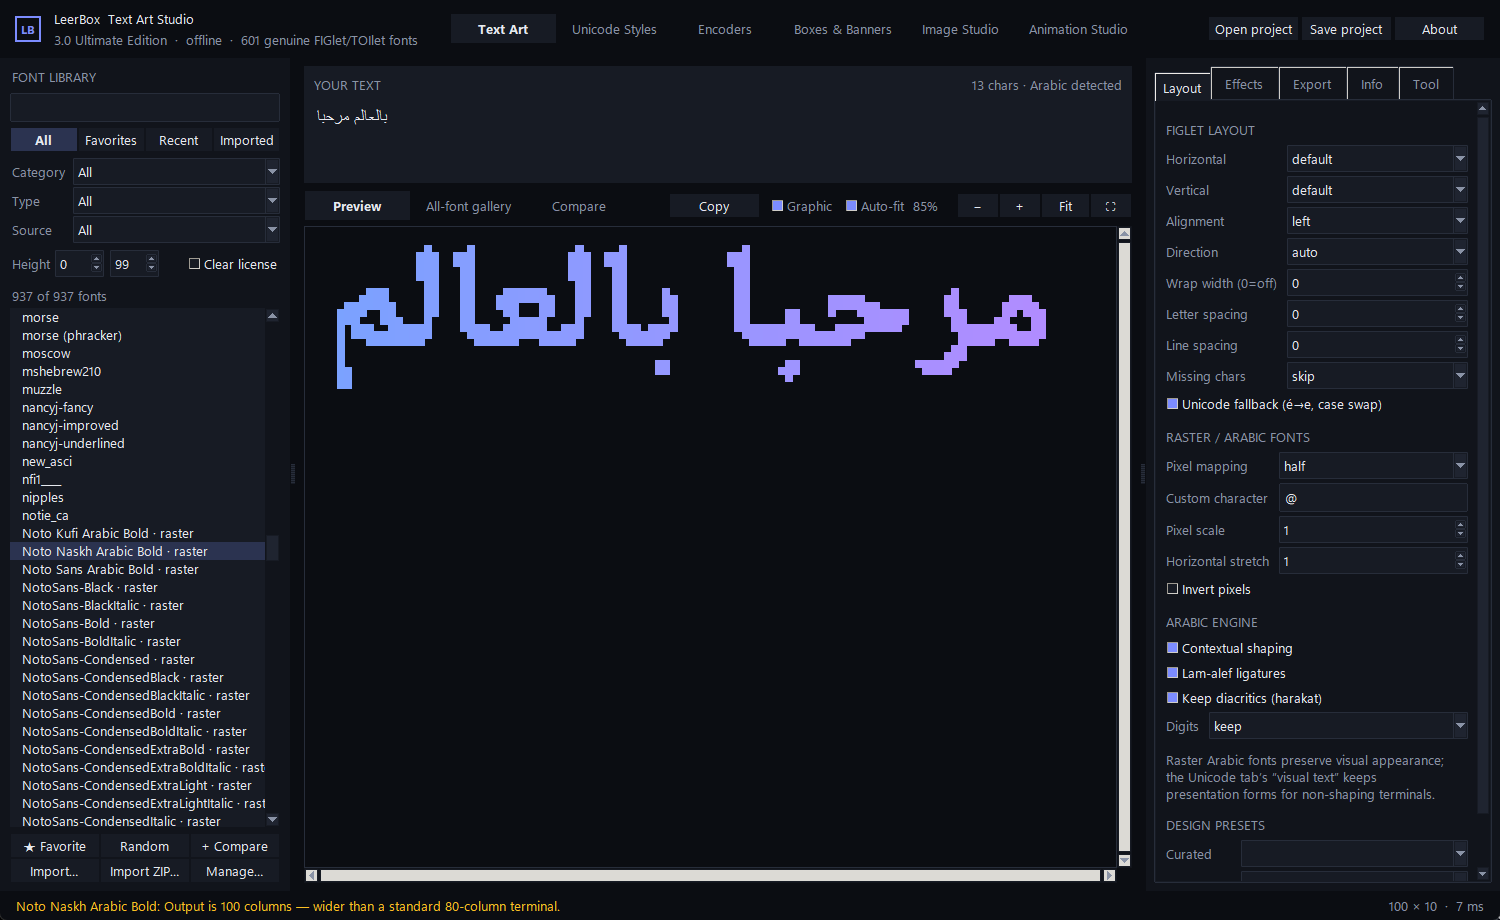 LB
LeerBox Text Art Studio
3.0 Ultimate Edition · offline · 601 genuine FIGlet/TOIlet fonts
Text Art
Unicode Styles
Encoders
Boxes & Banners
Image Studio
Animation Studio
Open project
Save project
About
FONT LIBRARY
All
Favorites
Recent
Imported
Category All
Type All
Source All
Height 0 99 Clear license
937 of 937 fonts
morse
morse (phracker)
moscow
mshebrew210
muzzle
nancyj-fancy
nancyj-improved
nancyj-underlined
new_asci
nfi1____
nipples
notie_ca
Noto Kufi Arabic Bold · raster
Noto Naskh Arabic Bold · raster
Noto Sans Arabic Bold · raster
NotoSans-Black · raster
NotoSans-BlackItalic · raster
NotoSans-Bold · raster
NotoSans-BoldItalic · raster
NotoSans-Condensed · raster
NotoSans-CondensedBlack · raster
NotoSans-CondensedBlackItalic · raster
NotoSans-CondensedBold · raster
NotoSans-CondensedBoldItalic · raster
NotoSans-CondensedExtraBold · raster
NotoSans-CondensedExtraBoldItalic · rast
NotoSans-CondensedExtraLight · raster
NotoSans-CondensedExtraLightItalic · rast
NotoSans-CondensedItalic · raster
★ Favorite
Random
+ Compare
Import...
Import ZIP...
Manage...
YOUR TEXT
13 chars · Arabic detected
مرحبا بالعالم
Preview
All-font gallery
Compare
Copy
Graphic
Auto-fit 85%
−
+
Fit
مرحبا بالعالم
Layout
Effects
Export
Info
Tool
FIGLET LAYOUT
Horizontal default
Vertical default
Alignment left
Direction auto
Wrap width (0=off) 0
Letter spacing 0
Line spacing 0
Missing chars skip
Unicode fallback (é→e, case swap)
RASTER / ARABIC FONTS
Pixel mapping half
Custom character @
Pixel scale 1
Horizontal stretch 1
Invert pixels
ARABIC ENGINE
Contextual shaping
Lam-alef ligatures
Keep diacritics (harakat)
Digits keep
Raster Arabic fonts preserve visual appearance;
the Unicode tab's "visual text" keeps
presentation forms for non-shaping terminals.
DESIGN PRESETS
Curated
Noto Naskh Arabic Bold: Output is 100 columns — wider than a standard 80-column terminal.
100 × 10 · 7 ms